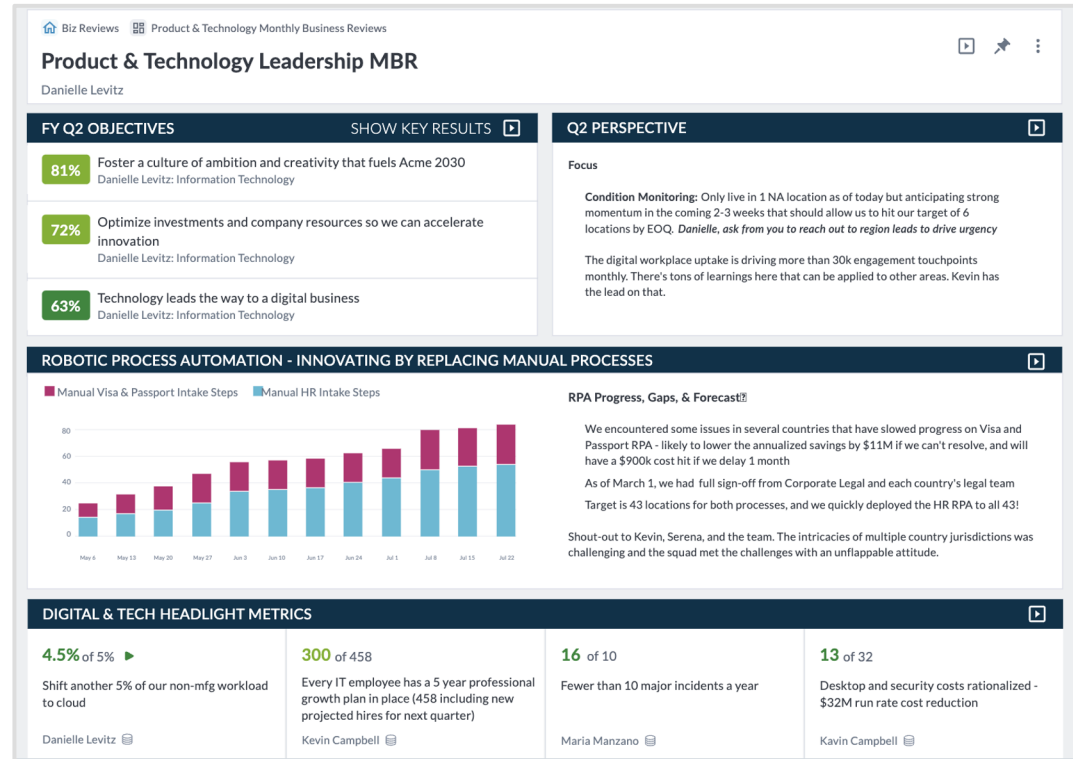 Biz Reviews Product & Technology Monthly Business Reviews
Product & Technology Leadership MBR
Danielle Levitz
FY Q2 OBJECTIVES SHOW KEY RESULTS
81% Foster a culture of ambition and creativity that fuels Acme 2030
Danielle Levitz: Information Technology
72% Optimize investments and company resources so we can accelerate
innovation
Danielle Levitz: Information Technology
63% Technology leads the way to a digital business
Danielle Levitz: Information Technology
Q2 PERSPECTIVE
Focus
Condition Monitoring: Only live in 1 NA location as of today but anticipating strong
momentum in the coming 2-3 weeks that should allow us to hit our target of 6
locations by EOQ. Danielle, ask from you to reach out to region leads to drive urgency
The digital workplace uptake is driving more than 30k engagement touchpoints
monthly. There's tons of learnings here that can be applied to other areas. Kevin has
the lead on that.
ROBOTIC PROCESS AUTOMATION - INNOVATING BY REPLACING MANUAL PROCESSES
Manual Visa & Passport Intake Steps Manual HR Intake Steps
80
60
40
20
0
May 6 May 13 May 20 May 27 Jun 3 Jun 10 Jun 17 Jun 24 Jul 1 Jul 8 Jul 15 Jul 22
RPA Progress, Gaps, & Forecast
We encountered some issues in several countries that have slowed progress on Visa and
Passport RPA - likely to lower the annualized savings by $11M if we can't resolve, and will
have a $900k cost hit if we delay 1 month
As of March 1, we had full sign-off from Corporate Legal and each country's legal team
Target is 43 locations for both processes, and we quickly deployed the HR RPA to all 43!
Shout-out to Kevin, Serena, and the team. The intricacies of multiple country jurisdictions was
challenging and the squad met the challenges with an unflappable attitude.
DIGITAL & TECH HEADLIGHT METRICS
4.5% of 5%
Shift another 5% of our non-mfg workload
to cloud
Danielle Levitz
300 of 458
Every IT employee has a 5 year professional
growth plan in place (458 including new
projected hires for next quarter)
Kevin Campbell
16 of 10
Fewer than 10 major incidents a year
Maria Manzano
13 of 32
Desktop and security costs rationalized -
$32M run rate cost reduction
Kavin Campbell